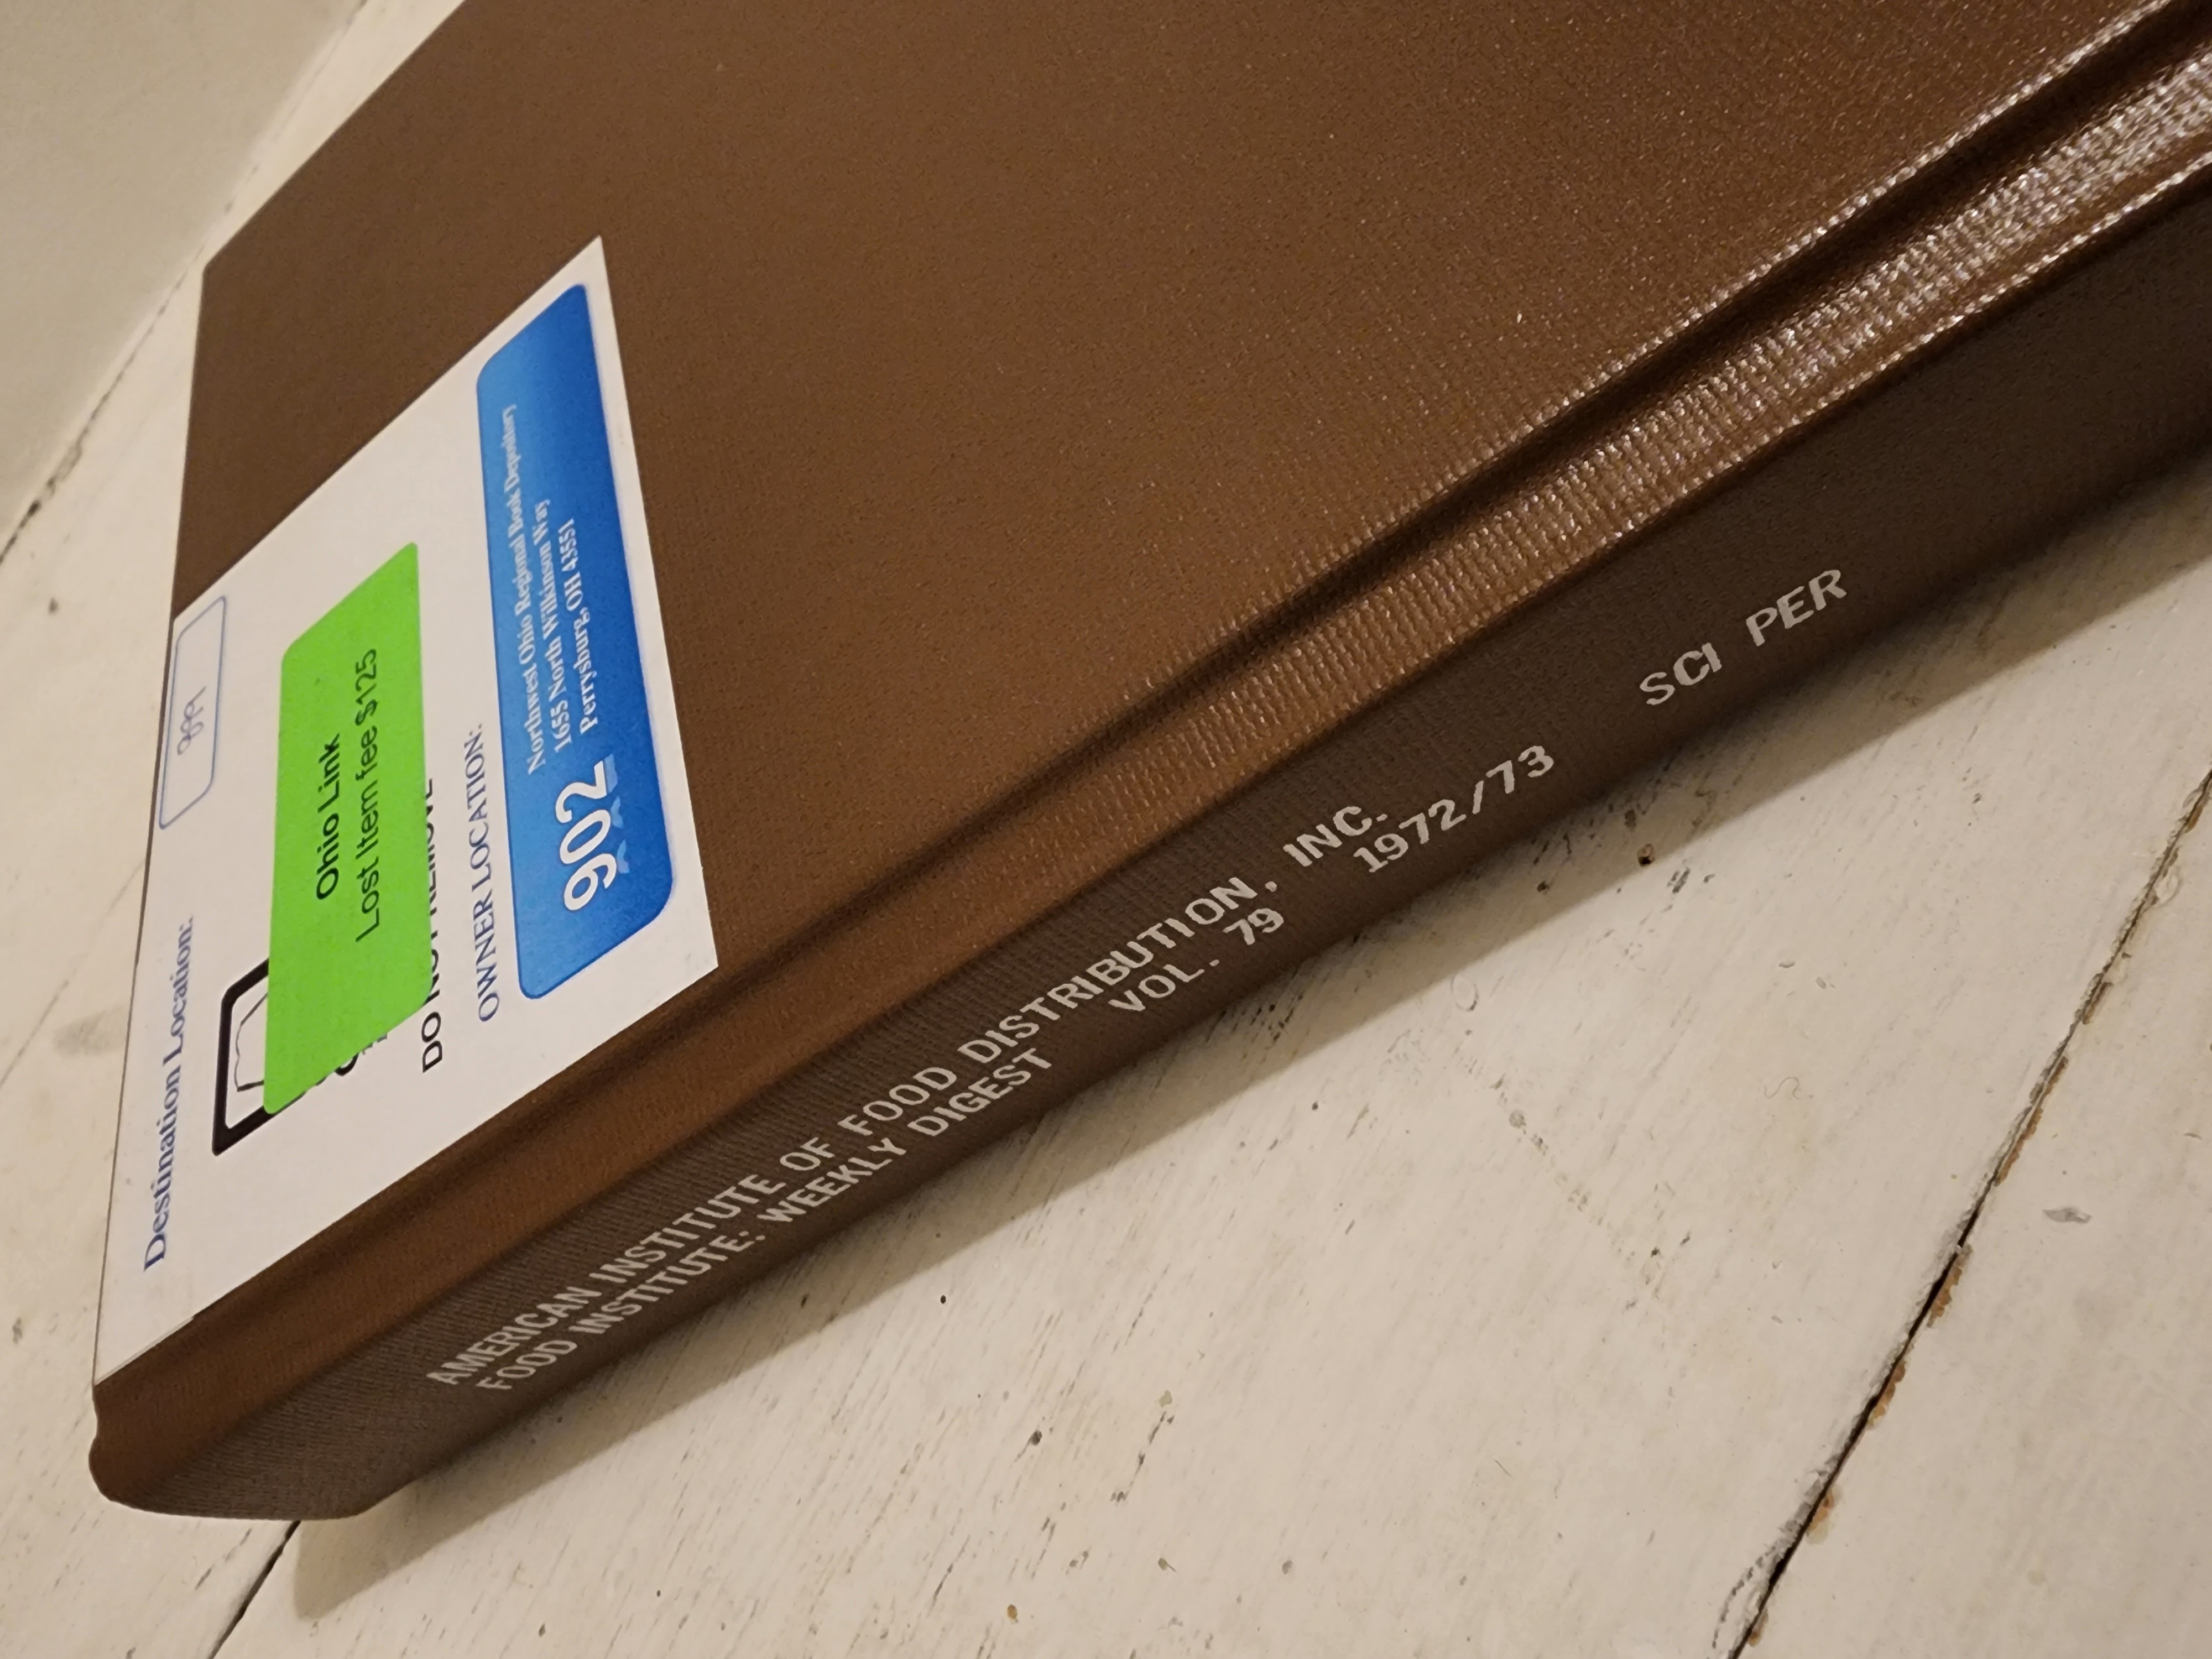 Destination Location:
Ohio Link
Lost Item fee $125
DO NOT REMOVE
OWNER LOCATION:
902
Northwest Ohio Regional Book Depository
1655 North Wilkinson Way
Perrysburg, OH 43551
AMERICAN INSTITUTE OF FOOD DISTRIBUTION, INC.
FOOD INSTITUTE: WEEKLY DIGEST VOL. 79 1972/73
SCI PER